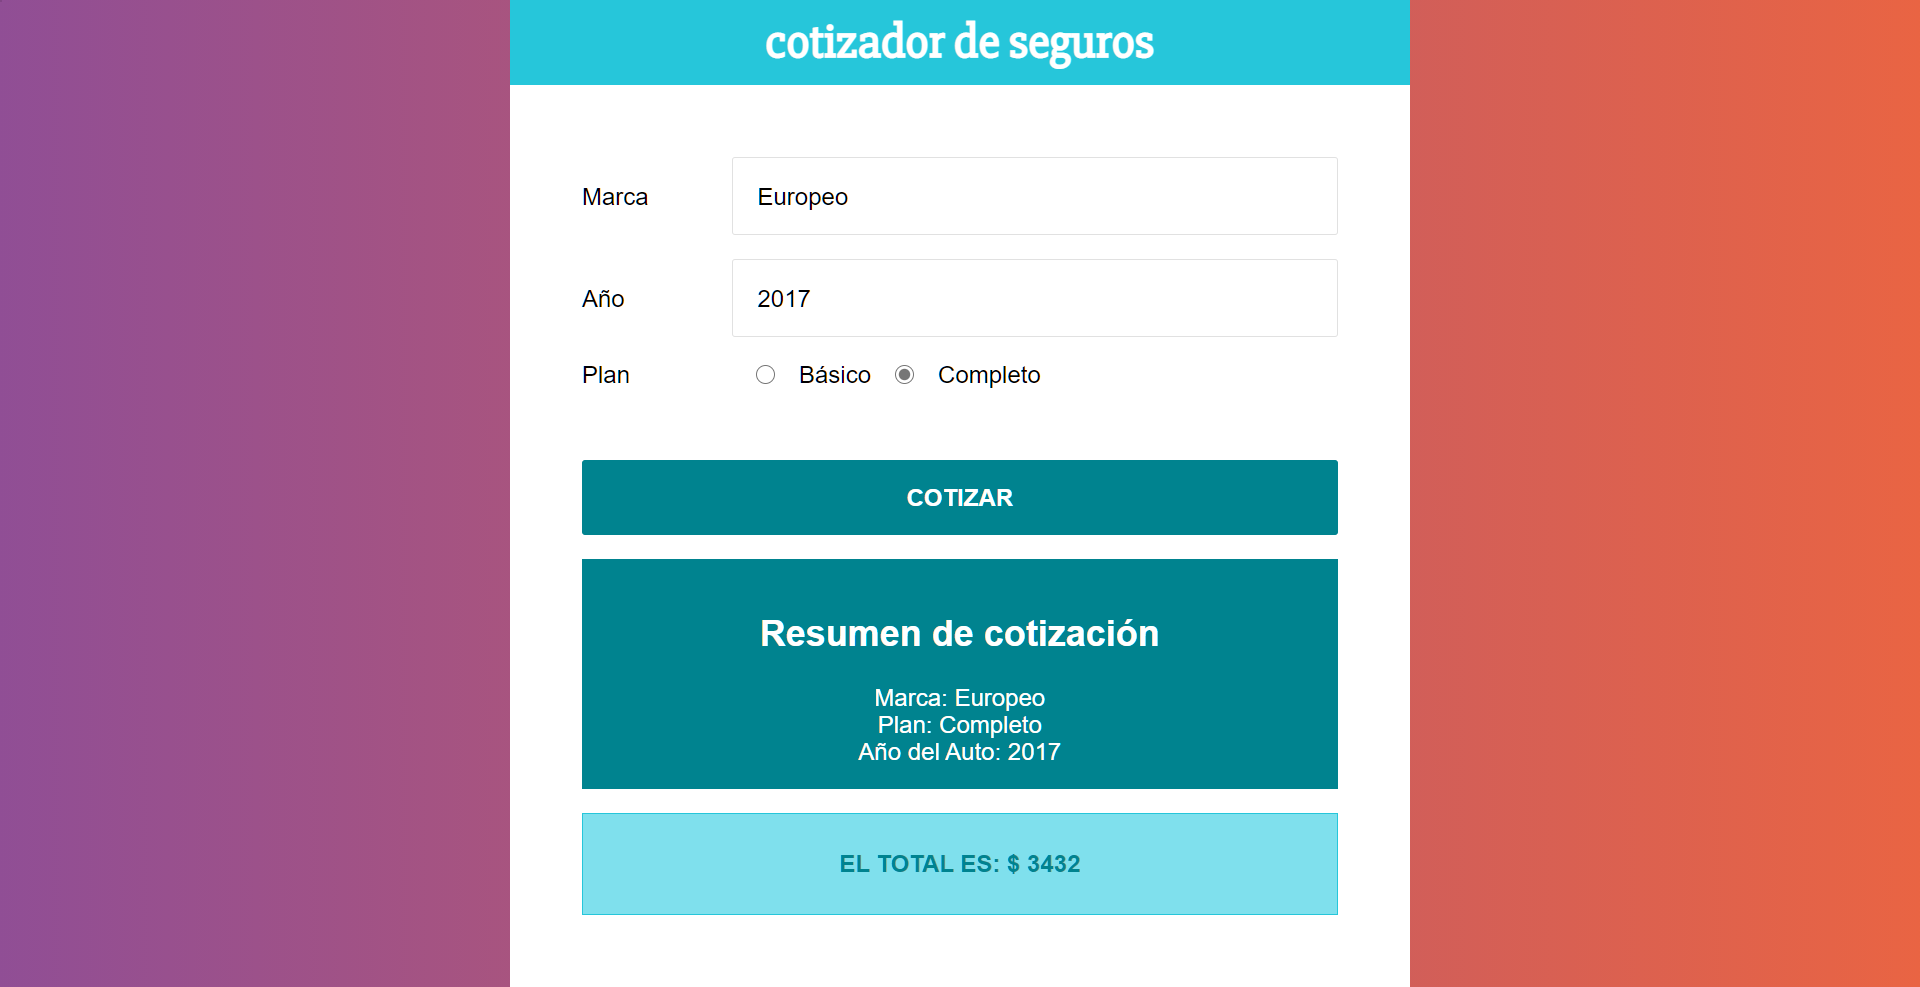 cotizador de seguros
Marca
Europeo
Año
2017
Plan Básico Completo
COTIZAR
Resumen de cotización
Marca: Europeo
Plan: Completo
Año del Auto: 2017
EL TOTAL ES: $ 3432